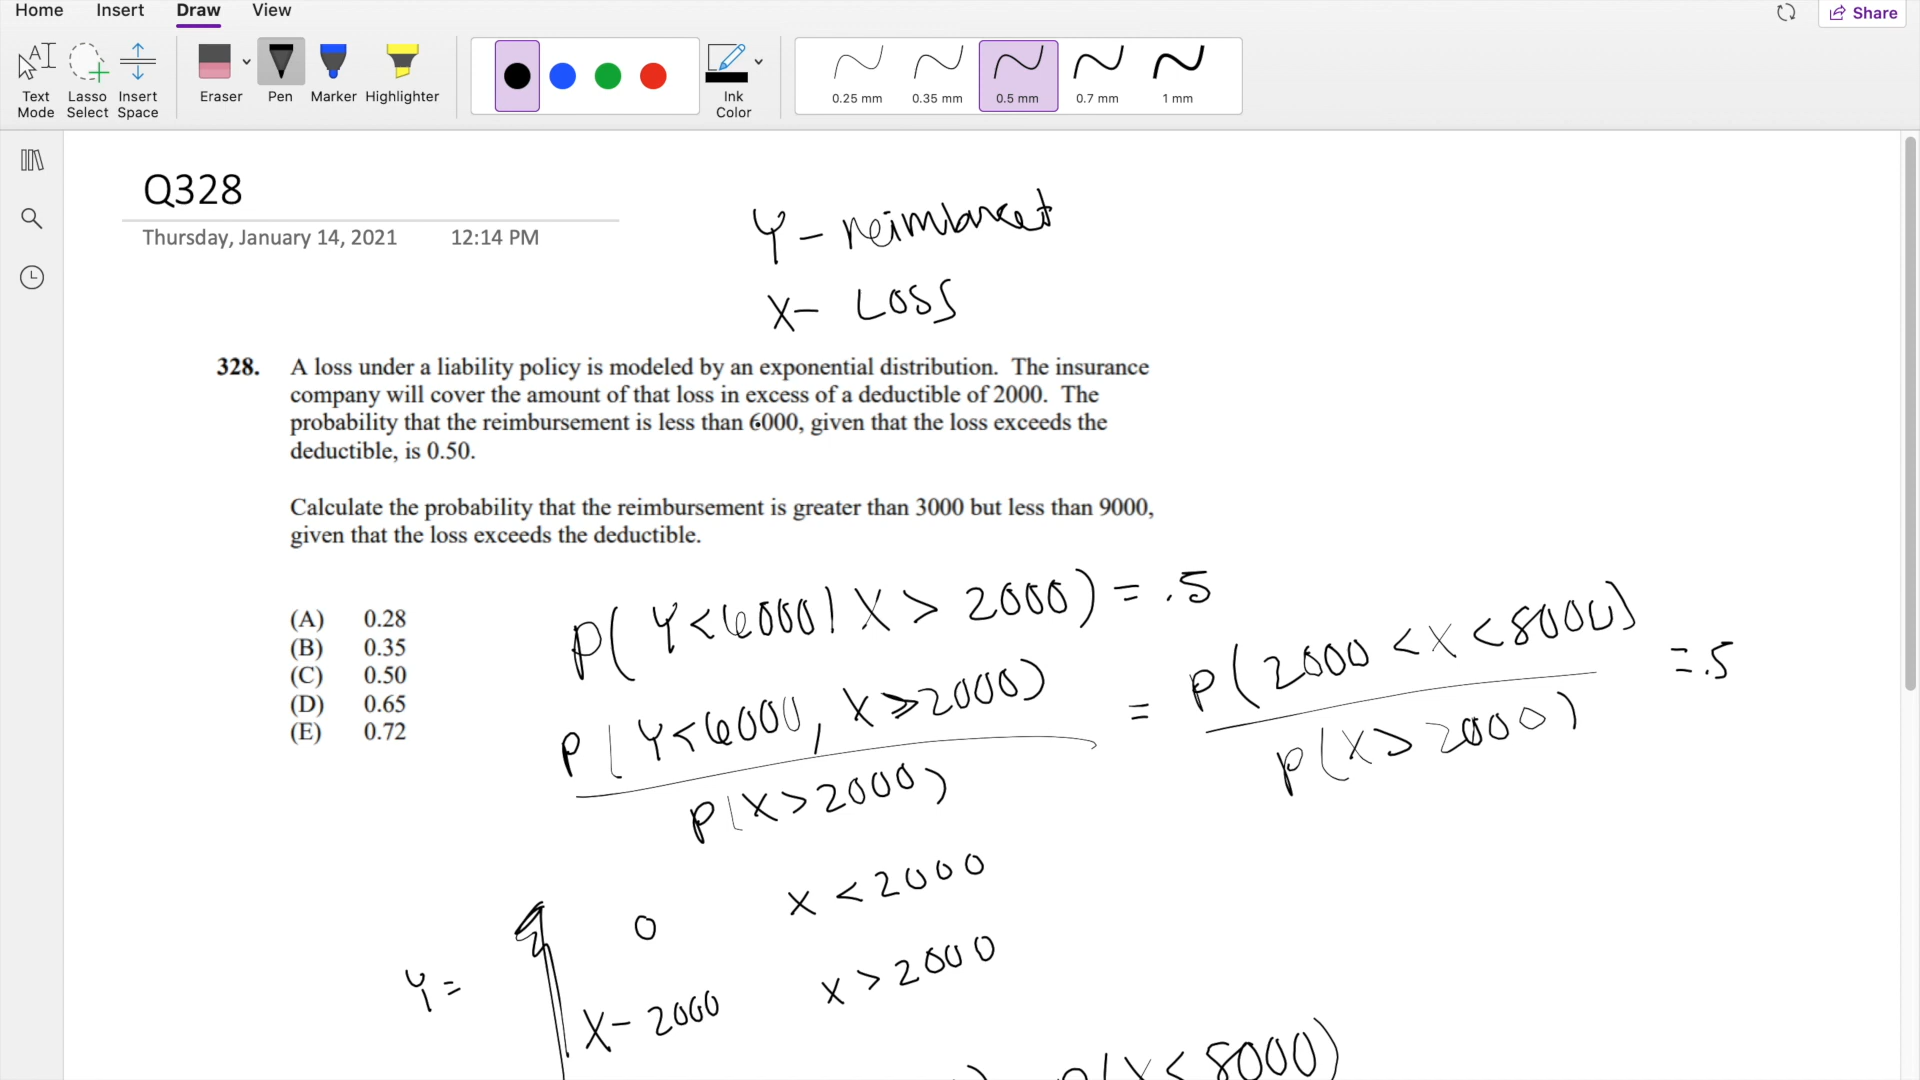 Home Insert Draw View
Share
Text Mode
Lasso Select
Insert Space
Eraser
Pen
Marker
Highlighter
Ink Color
0.25 mm
0.35 mm
0.5 mm
0.7 mm
1 mm
Q328
Thursday, January 14, 2021 12:14 PM
Y -
X - Loss
328. A loss under a liability policy is modeled by an exponential distribution. The insurance
company will cover the amount of that loss in excess of a deductible of 2000. The
probability that the reimbursement is less than 6000, given that the loss exceeds the
deductible, is 0.50.
Calculate the probability that the reimbursement is greater than 3000 but less than 9000,
given that the loss exceeds the deductible.
(A) 0.28
(B) 0.35
(C) 0.50
(D) 0.65
(E) 0.72
P(Y<6000|X>2000) = .5
P(Y<6000, X>2000)
P(X>2000)
= P(2000<X<8000)
P(X>2000)
= .5
Y = { 0 X<2000
X-2000 X>2000
P(X<8000)